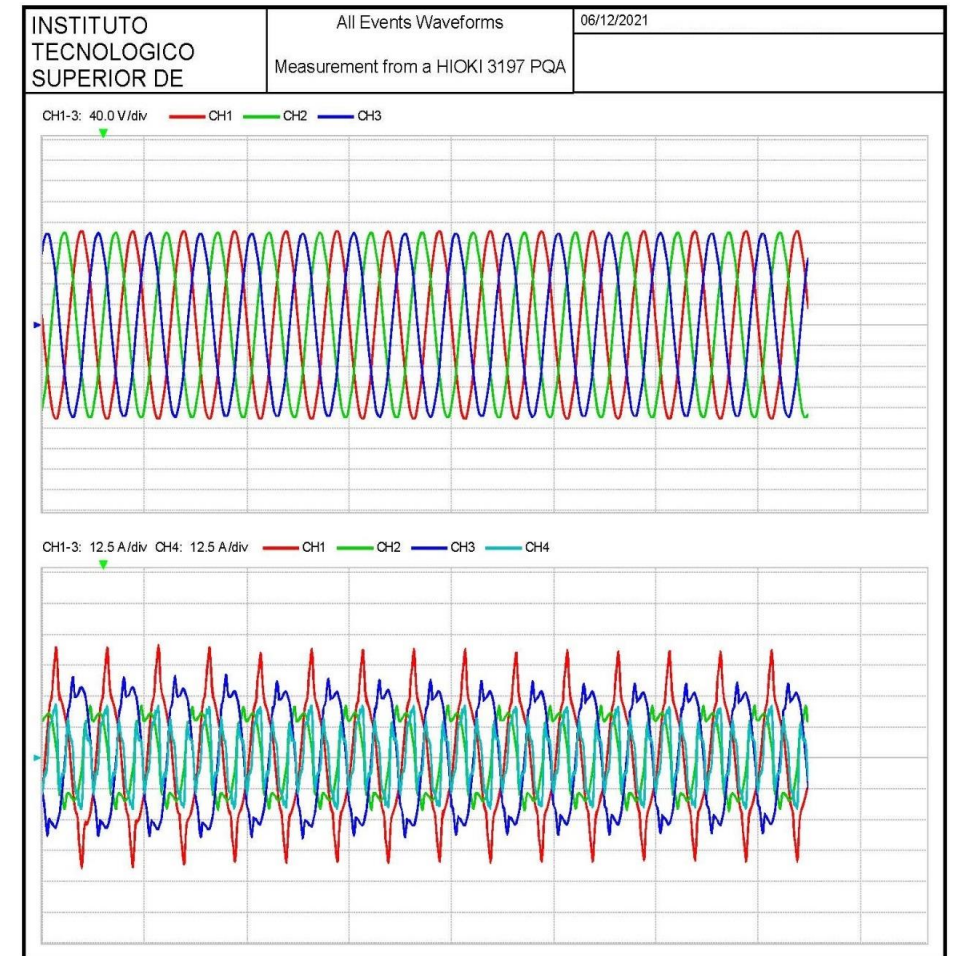 INSTITUTO
TECNOLOGICO
SUPERIOR DE
All Events Waveforms
Measurement from a HIOKI 3197 PQA
06/12/2021
CH1-3: 40.0 V/div CH1 CH2 CH3
CH1-3: 12.5 A/div CH4: 12.5 A/div CH1 CH2 CH3 CH4